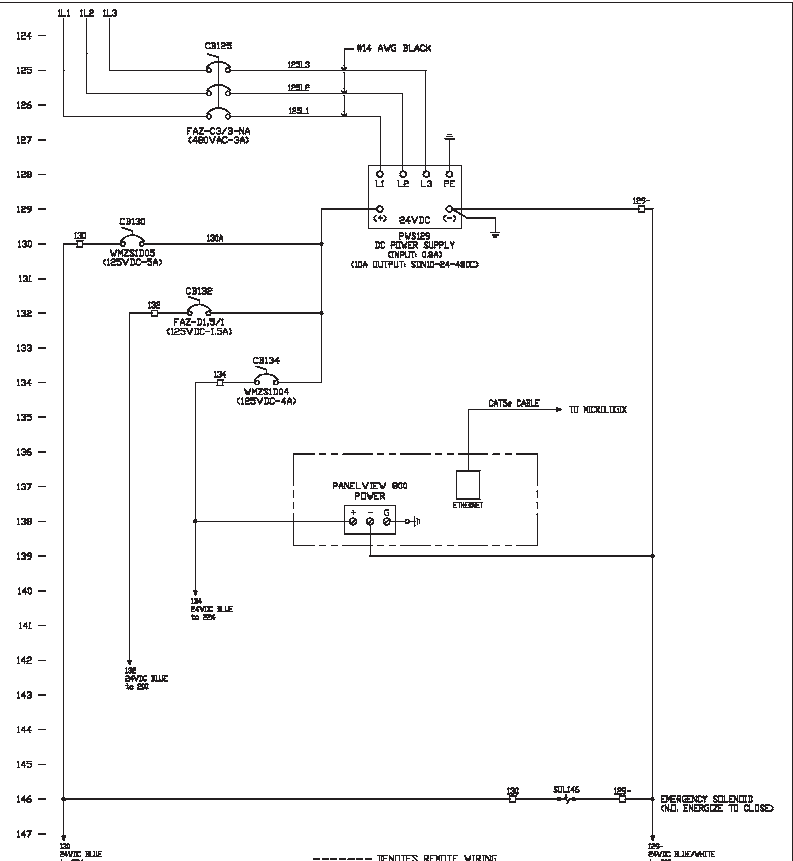 1L1 1L2 1L3
124
CB125
#14 AWG BLACK
125
125L3
126
125L2
125L1
127
FAZ-C3/3-NA
(480VAC-3A)
128
L1 L2 L3 PE
129
(+) 24VDC (-)
129-
CB130
PWS129
DC POWER SUPPLY
(INPUT: 0.8A)
(10A OUTPUT: SDN10-24-480C)
130
130
130A
WMZS1D05
(125VDC-5A)
131
CB132
132
132
FAZ-D1.5/1
(125VDC-1.5A)
133
CB134
134
134
WMZS1D04
(125VDC-4A)
135
CAT5e CABLE
TO MICROLOGIX
136
137
PANELVIEW 800
POWER
ETHERNET
+ - G
138
139
140
134
24VDC BLUE
141
142
132
24VDC BLUE
143
144
145
146
130
SOL146
129-
EMERGENCY SOLENOID
(N.O. ENERGIZE TO CLOSE)
147
130
24VDC BLUE
129-
24VDC BLUE/WHITE
DENOTES REMOTE WIRING